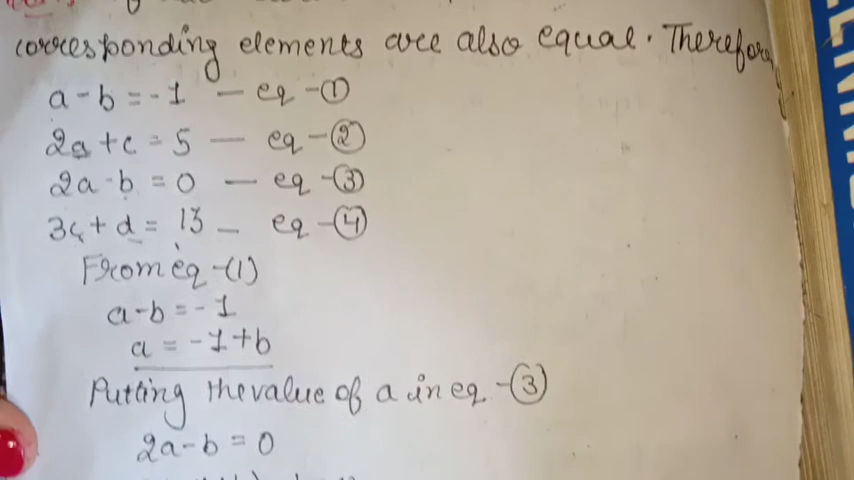 corresponding elements are also equal. Therefore,
a - b = -1 - eq - ①
2a + c = 5 - eq - ②
2a - b = 0 - eq - ③
3c + d = 13 - eq - ④
From eq - (1)
a - b = -1
a = -1 + b
Putting the value of a in eq - ③
2a - b = 0